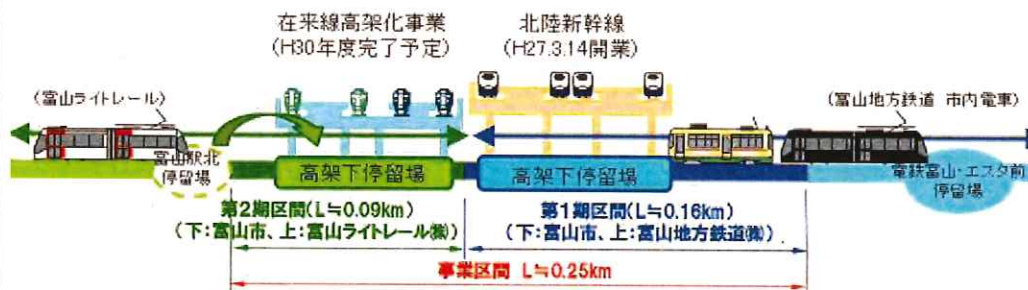 在来線高架化事業
(H30年度完了予定)
北陸新幹線
(H27.3.14開業)
(富山ライトレール)
(富山地方鉄道 市内電車)
富山駅北
停留場
高架下停留場
高架下停留場
電鉄富山・エスタ前
停留場
第2期区間(L≒0.09km)
(下:富山市、上:富山ライトレール㈱)
第1期区間(L≒0.16km)
(下:富山市、上:富山地方鉄道㈱)
事業区間 L≒0.25km